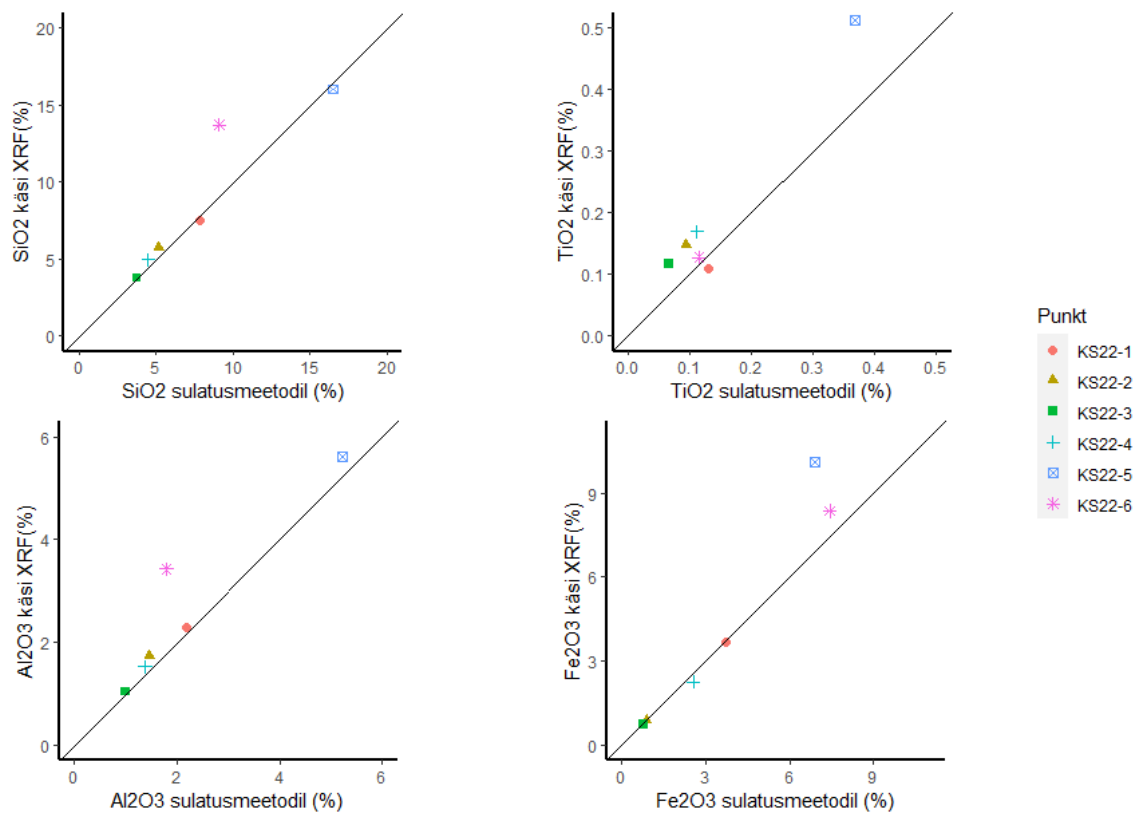 20
15
10
5
0
SiO2 käsi XRF(%)
0 5 10 15 20
SiO2 sulatusmeetodil (%)
0.5
0.4
0.3
0.2
0.1
0.0
TiO2 käsi XRF(%)
0.0 0.1 0.2 0.3 0.4 0.5
TiO2 sulatusmeetodil (%)
6
4
2
0
Al2O3 käsi XRF(%)
0 2 4 6
Al2O3 sulatusmeetodil (%)
9
6
3
0
Fe2O3 käsi XRF(%)
0 3 6 9
Fe2O3 sulatusmeetodil (%)
Punkt
KS22-1
KS22-2
KS22-3
KS22-4
KS22-5
KS22-6